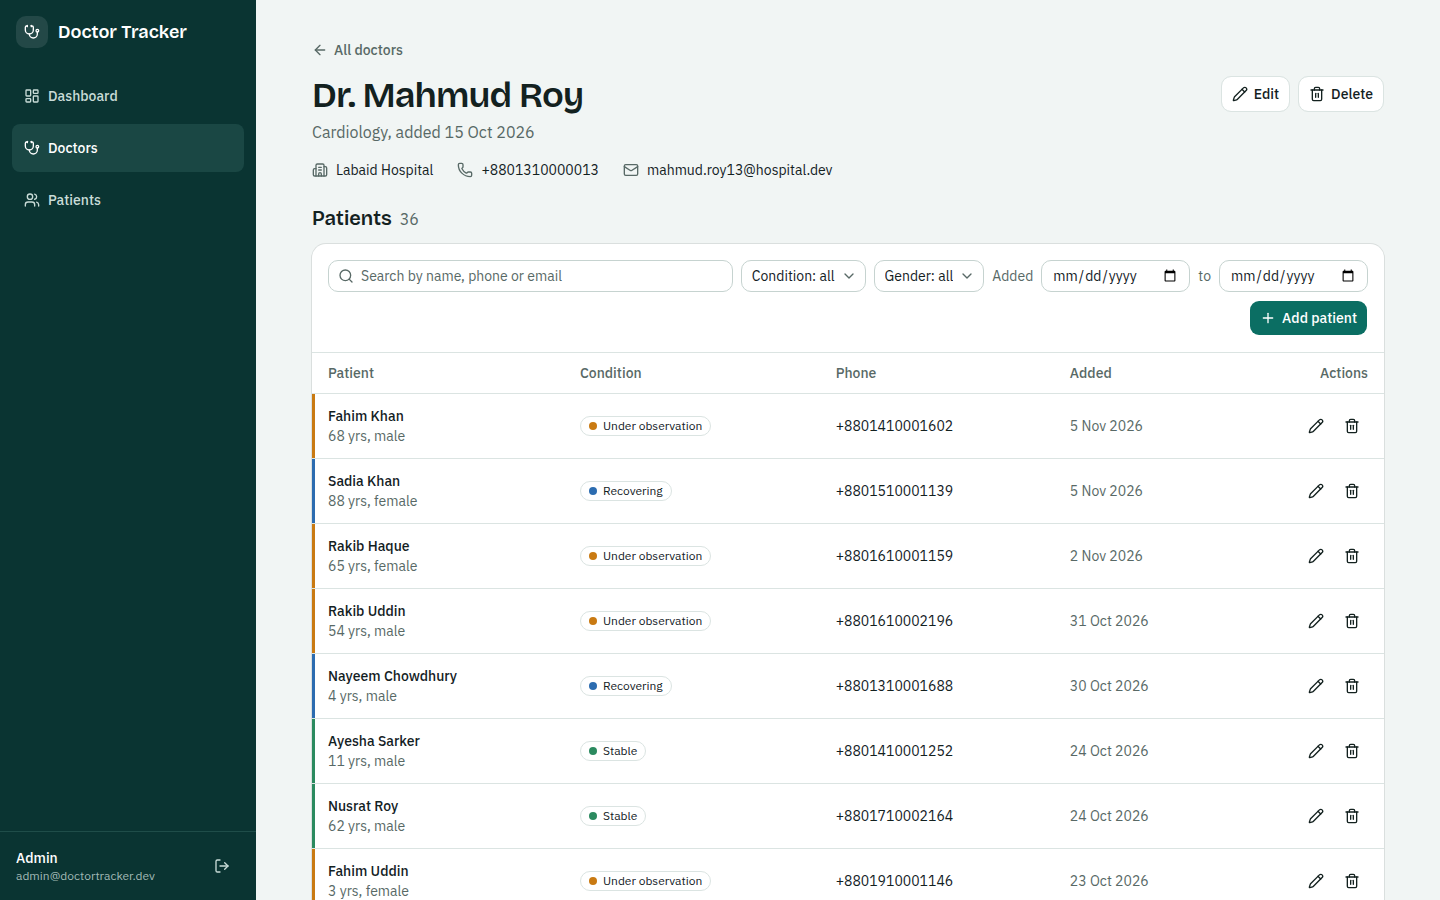 Doctor Tracker
Dashboard
Doctors
Patients
Admin
admin@doctortracker.dev
All doctors
Dr. Mahmud Roy
Edit
Delete
Cardiology, added 15 Oct 2026
Labaid Hospital +8801310000013 mahmud.roy13@hospital.dev
Patients 36
Search by name, phone or email Condition: all Gender: all Added mm/dd/yyyy to mm/dd/yyyy
Add patient
Patient Condition Phone Added Actions
Fahim Khan
68 yrs, male
Under observation +8801410001602 5 Nov 2026
Sadia Khan
88 yrs, female
Recovering +8801510001139 5 Nov 2026
Rakib Haque
65 yrs, female
Under observation +8801610001159 2 Nov 2026
Rakib Uddin
54 yrs, male
Under observation +8801610002196 31 Oct 2026
Nayeem Chowdhury
4 yrs, male
Recovering +8801310001688 30 Oct 2026
Ayesha Sarker
11 yrs, male
Stable +8801410001252 24 Oct 2026
Nusrat Roy
62 yrs, male
Stable +8801710002164 24 Oct 2026
Fahim Uddin
3 yrs, female
Under observation +8801910001146 23 Oct 2026